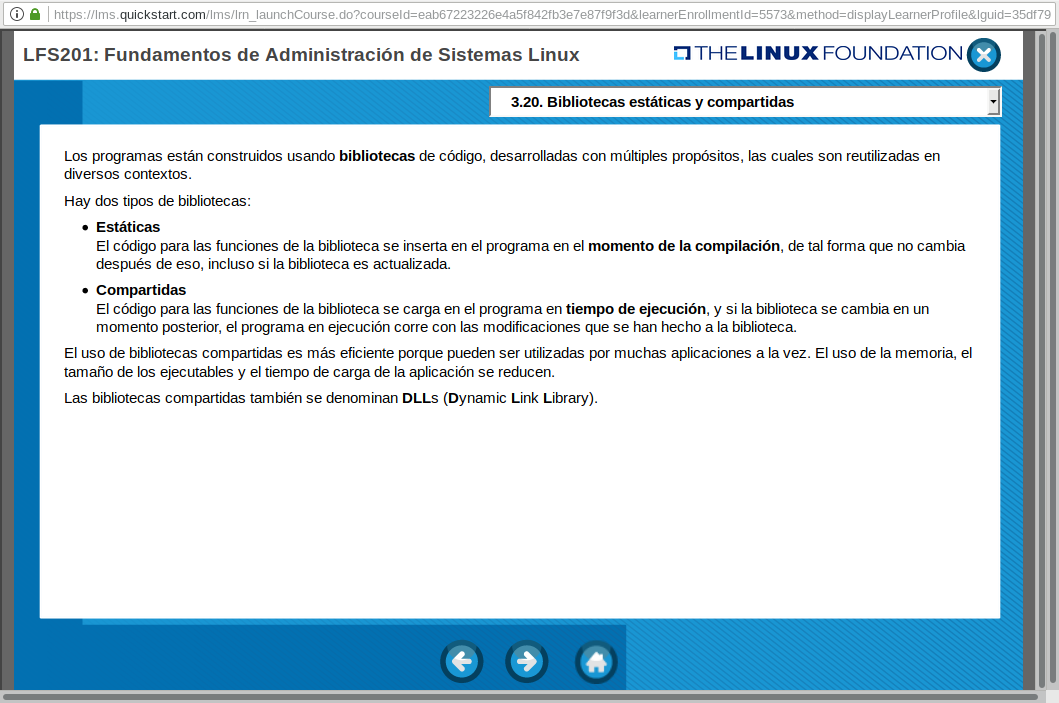 https://lms.quickstart.com/lms/lrn_launchCourse.do?courseId=eab67223226e4a5f842fb3e7e87f9f3d&learnerEnrollmentId=5573&method=displayLearnerProfile&lguid=35df79
LFS201: Fundamentos de Administración de Sistemas Linux
THE LINUX FOUNDATION
3.20. Bibliotecas estáticas y compartidas
Los programas están construidos usando bibliotecas de código, desarrolladas con múltiples propósitos, las cuales son reutilizadas en
diversos contextos.
Hay dos tipos de bibliotecas:
• Estáticas
El código para las funciones de la biblioteca se inserta en el programa en el momento de la compilación, de tal forma que no cambia
después de eso, incluso si la biblioteca es actualizada.
• Compartidas
El código para las funciones de la biblioteca se carga en el programa en tiempo de ejecución, y si la biblioteca se cambia en un
momento posterior, el programa en ejecución corre con las modificaciones que se han hecho a la biblioteca.
El uso de bibliotecas compartidas es más eficiente porque pueden ser utilizadas por muchas aplicaciones a la vez. El uso de la memoria, el
tamaño de los ejecutables y el tiempo de carga de la aplicación se reducen.
Las bibliotecas compartidas también se denominan DLLs (Dynamic Link Library).